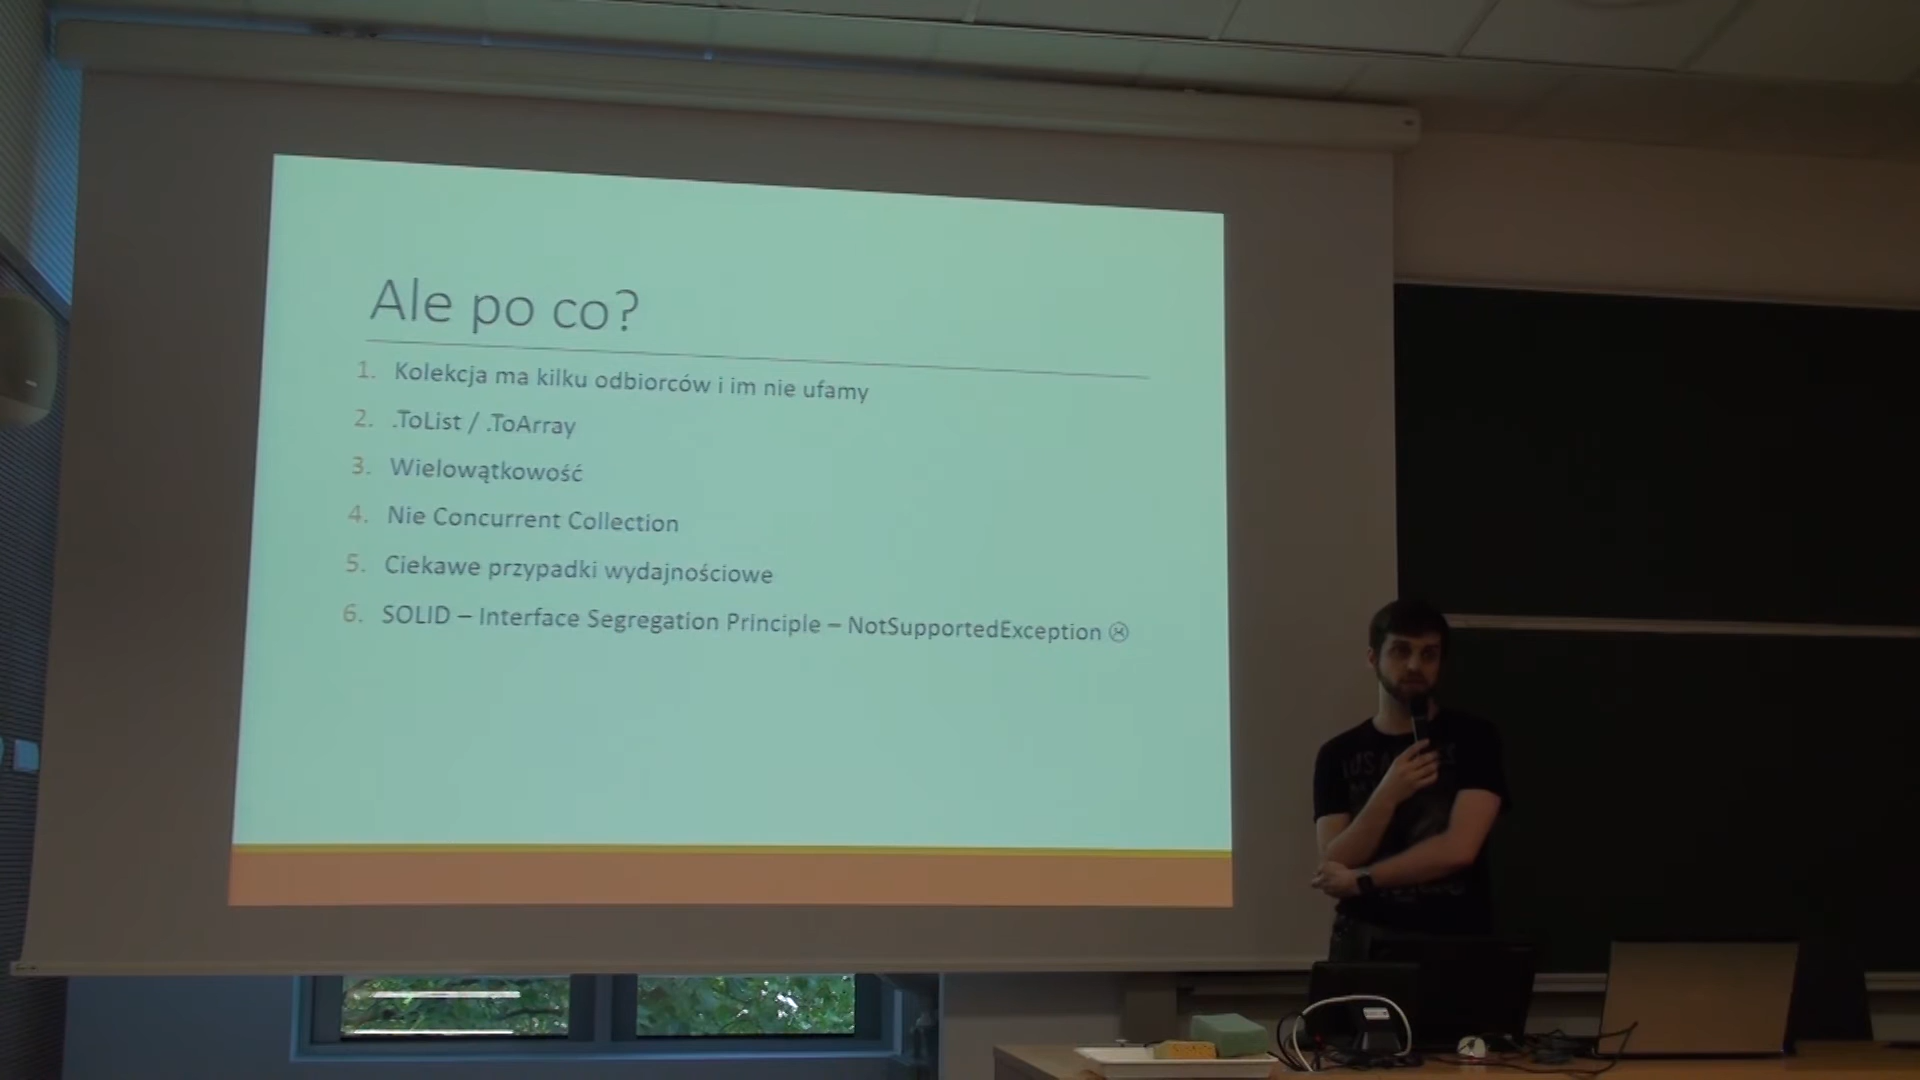 Ale po co?
1. Kolekcja ma kilku odbiorców i im nie ufamy
2. .ToList / .ToArray
3. Wielowątkowość
4. Nie Concurrent Collection
5. Ciekawe przypadki wydajnościowe
6. SOLID – Interface Segregation Principle – NotSupportedException ☹